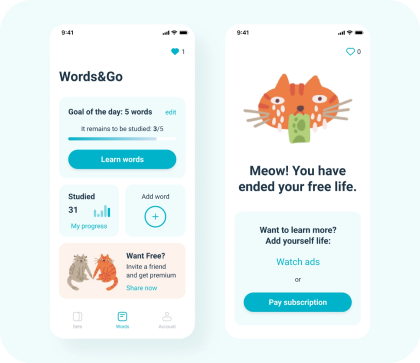 9:41
1
Words&Go
Goal of the day: 5 words
edit
It remains to be studied: 3/5
Learn words
Studied
31
My progress
Add word
Want Free?
Invite a friend
and get premium
Share now
Sets
Words
Account
9:41
0
Meow! You have
ended your free life.
Want to learn more?
Add yourself life:
Watch ads
or
Pay subscription